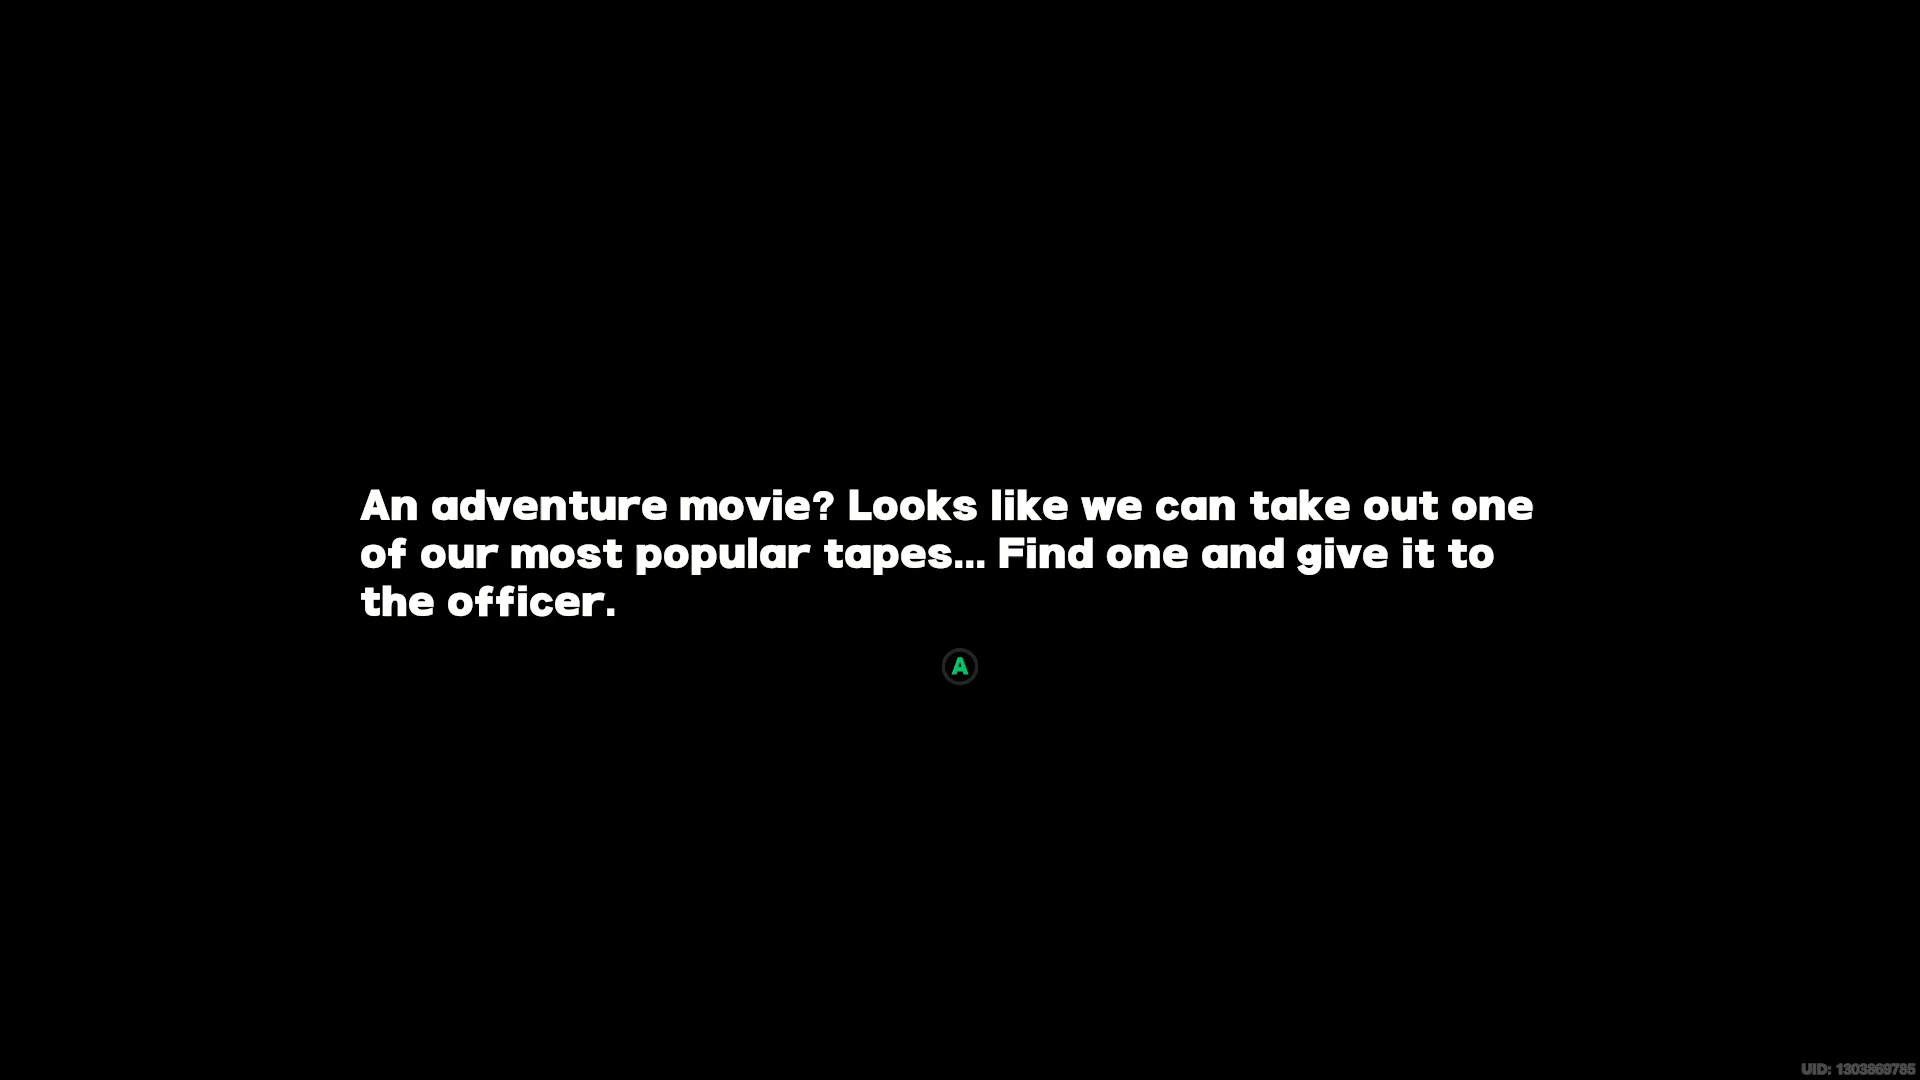 An adventure movie? Looks like we can take out one
of our most popular tapes... Find one and give it to
the officer.
A
UID: 1303869785